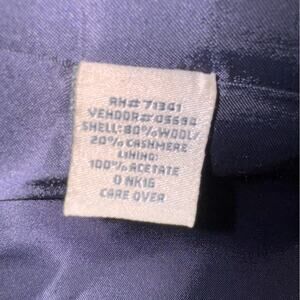 RN# 71341
VENDOR# 05694
SHELL: 80% WOOL/
20% CASHMERE
LINING:
100% ACETATE
0 NK16
CARE OVER